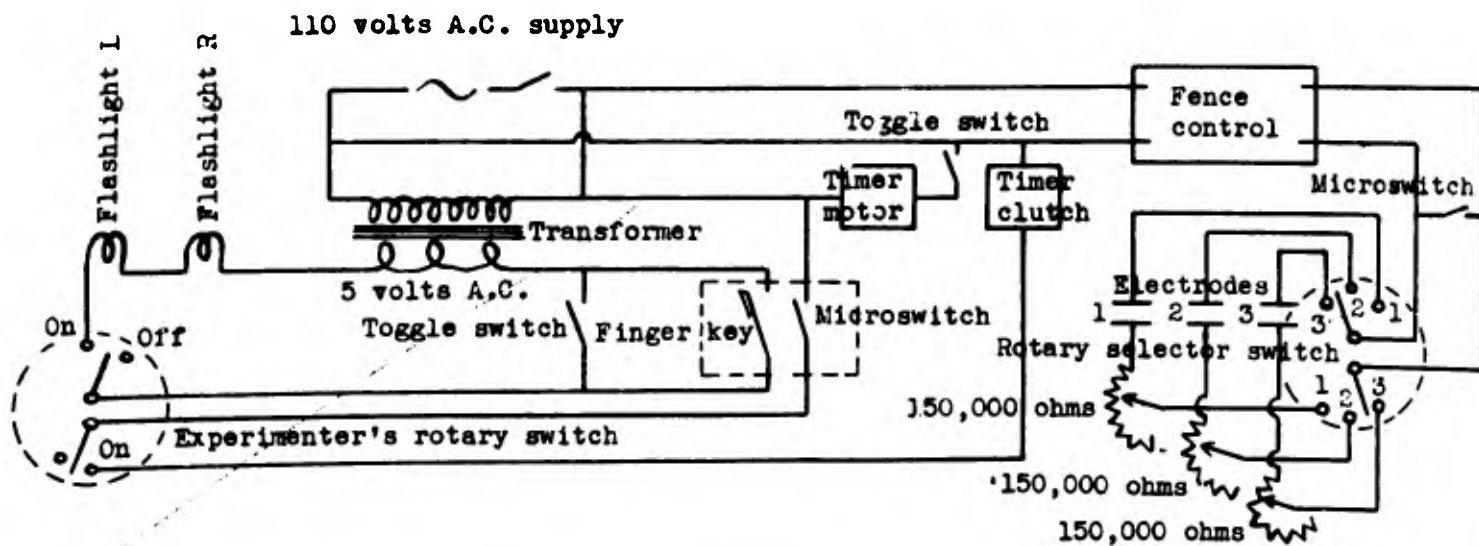 110 volts A.C. supply
Flashlight L
Flashlight R
Fence
control
Toggle switch
Timer
motor
Timer
clutch
Microswitch
Transformer
5 volts A.C.
Electrodes
1
2
3
3
2
1
On
Off
Toggle switch
Finger key
Microswitch
Rotary selector switch
1
2
3
150,000 ohms
Experimenter's rotary switch
On
150,000 ohms
150,000 ohms